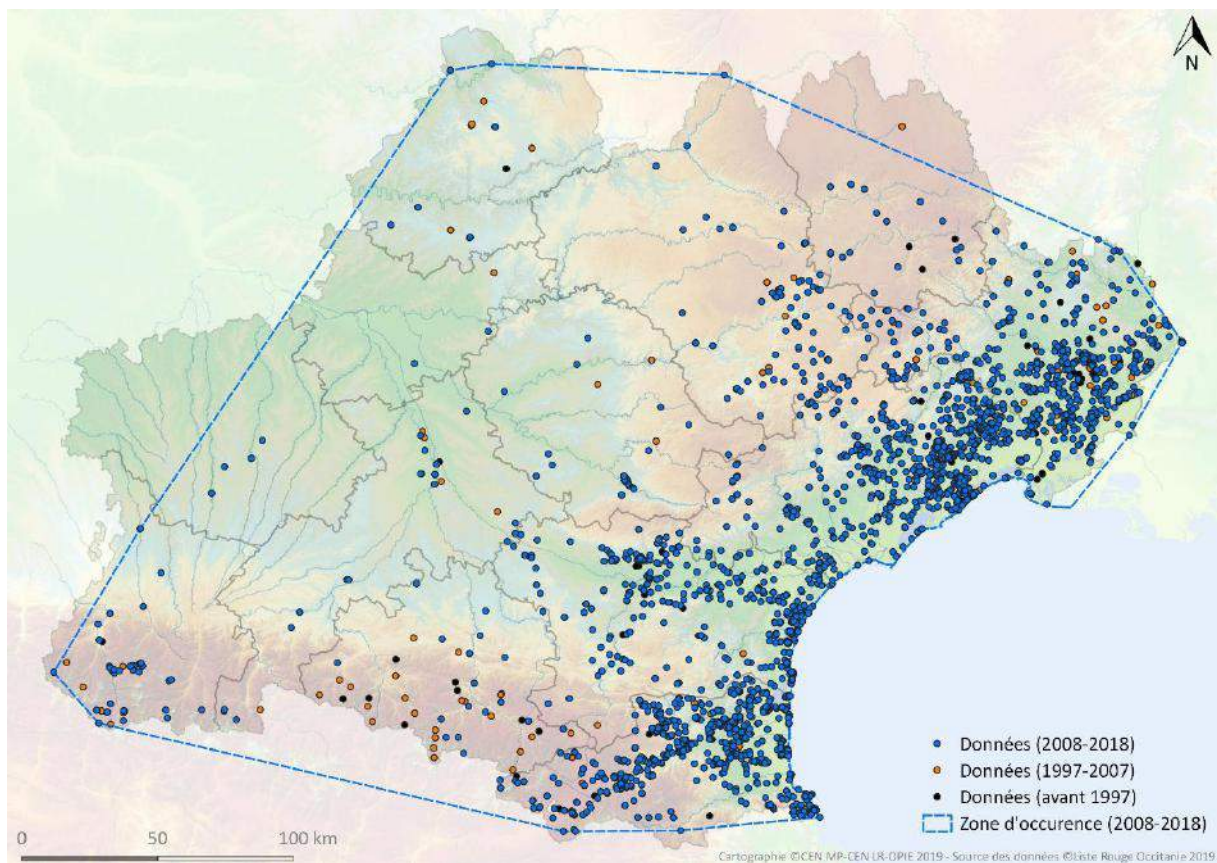 N
Données (2008-2018)
Données (1997-2007)
Données (avant 1997)
Zone d'occurence (2008-2018)
0 50 100 km
Cartographie ©CEN MP-CEN LR-OPIE 2019 - Source des données ©Liste Rouge Occitanie 2019